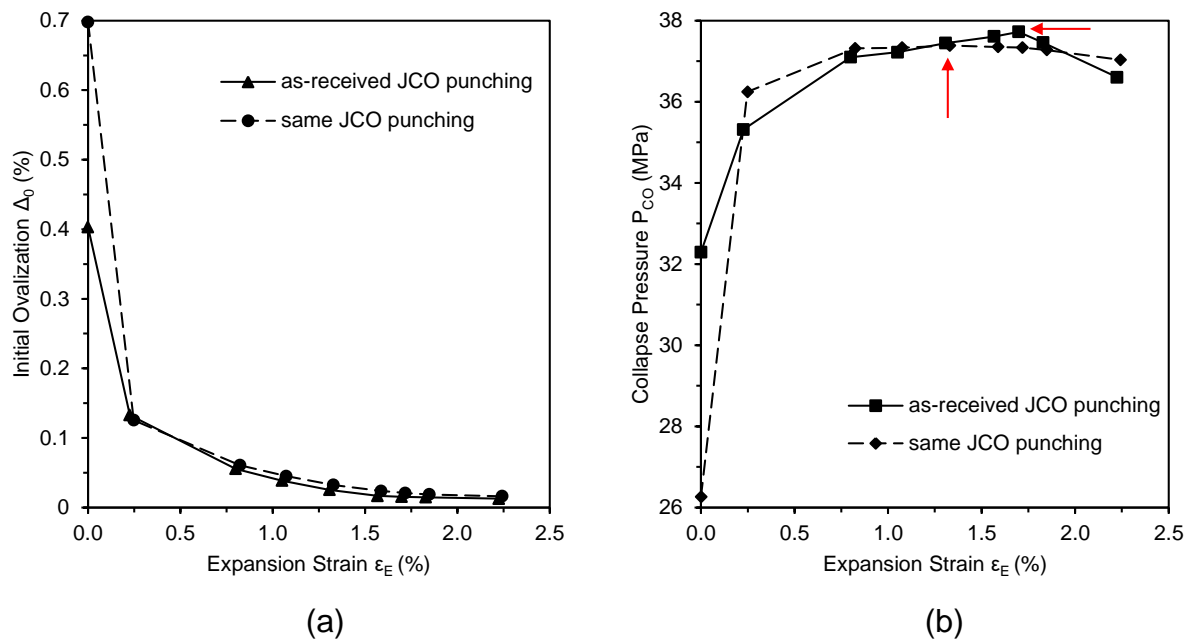 0.7
0.6
0.5
0.4
0.3
0.2
0.1
0
Initial Ovalization Δ0 (%)
as-received JCO punching
same JCO punching
0.0 0.5 1.0 1.5 2.0 2.5
Expansion Strain εE (%)
(a)
38
36
34
32
30
28
26
Collapse Pressure PCO (MPa)
as-received JCO punching
same JCO punching
0.0 0.5 1.0 1.5 2.0 2.5
Expansion Strain εE (%)
(b)